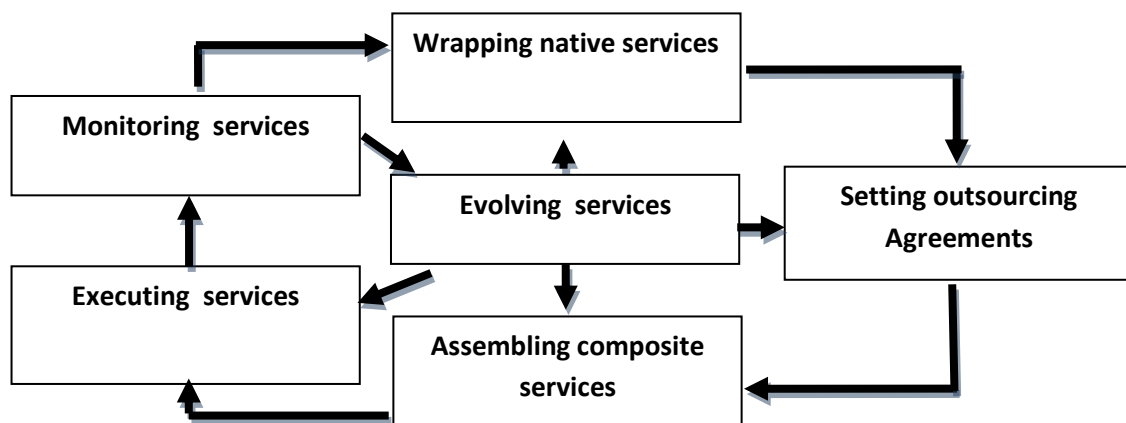 Wrapping native services
Monitoring services
Evolving services
Setting outsourcing
Agreements
Executing services
Assembling composite
services